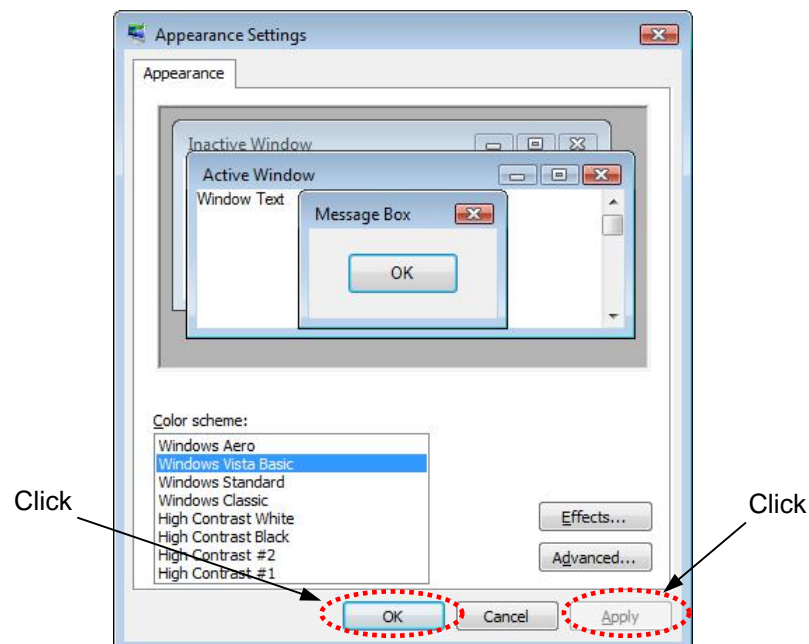 Appearance Settings
Appearance
Inactive Window
Active Window
Window Text
Message Box
OK
Color scheme:
Windows Aero
Windows Vista Basic
Windows Standard
Windows Classic
High Contrast White
High Contrast Black
High Contrast #2
High Contrast #1
Effects...
Advanced...
Click
Click
OK
Cancel
Apply